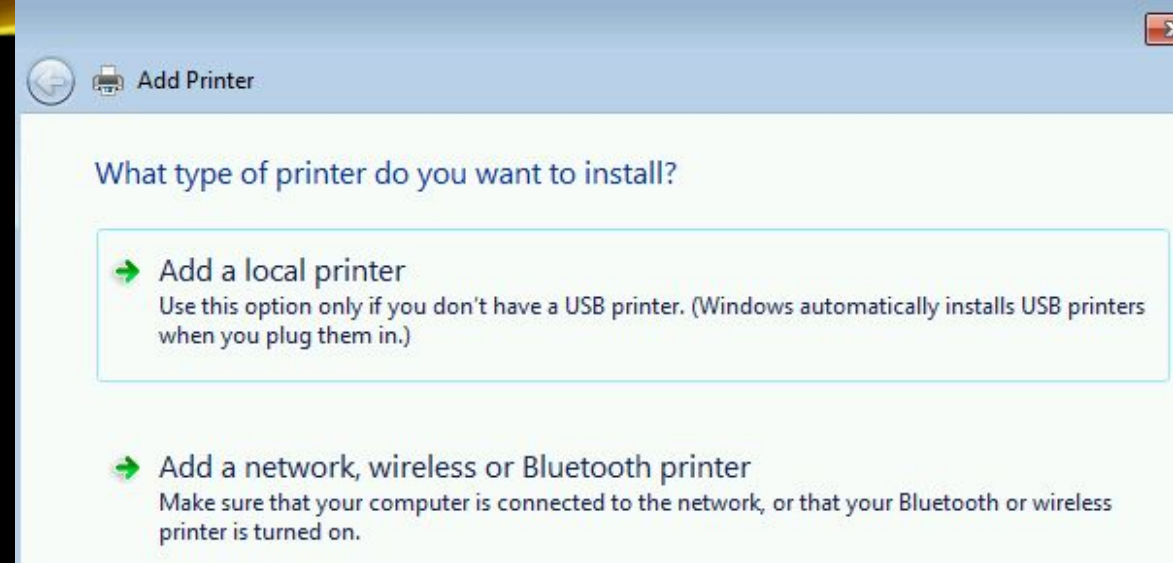 Add Printer
What type of printer do you want to install?
Add a local printer
Use this option only if you don't have a USB printer. (Windows automatically installs USB printers
when you plug them in.)
Add a network, wireless or Bluetooth printer
Make sure that your computer is connected to the network, or that your Bluetooth or wireless
printer is turned on.